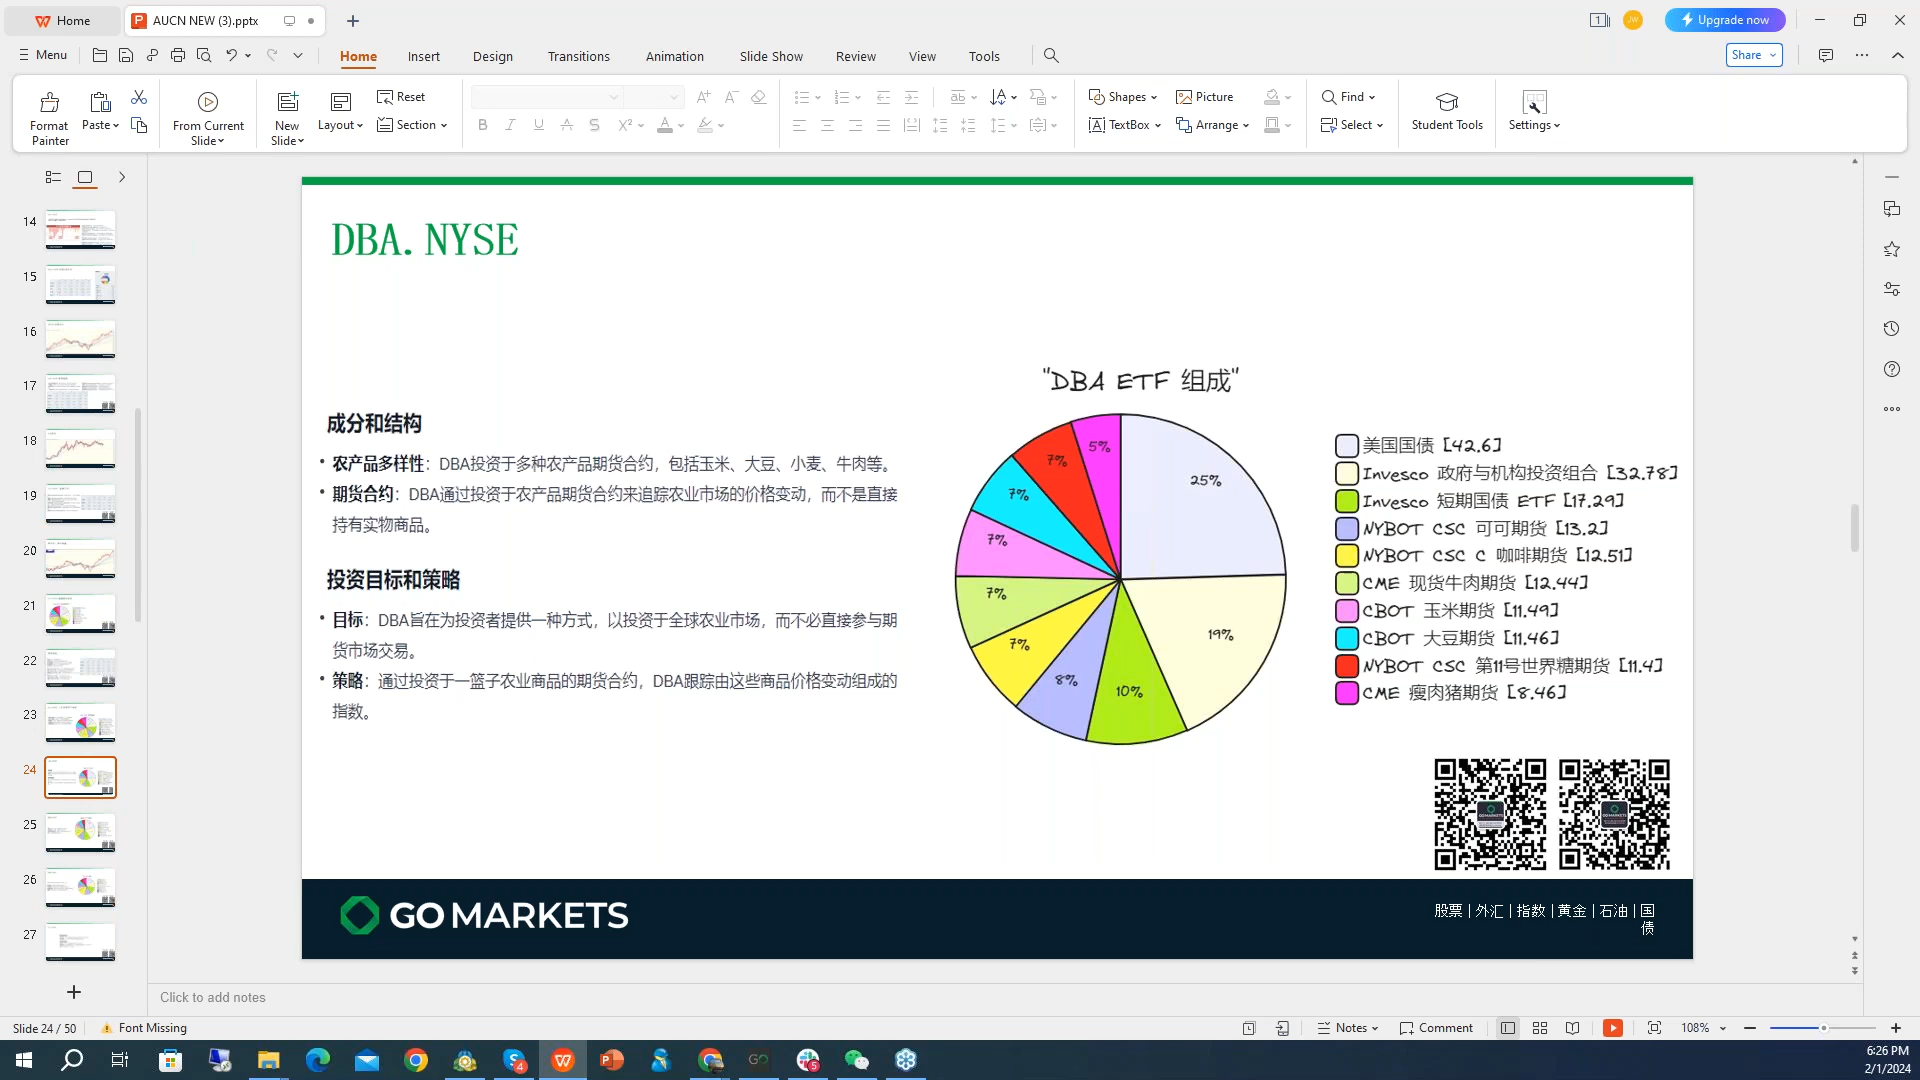 Home
AUCN NEW (3).pptx
1
JW
Upgrade now
Menu
Home
Insert
Design
Transitions
Animation
Slide Show
Review
View
Tools
Share
Format
Painter
Paste
From Current
Slide
New
Slide
Layout
Reset
Section
Shapes
Picture
TextBox
Arrange
Find
Select
Student Tools
Settings
14
15
16
17
18
19
20
21
22
23
24
25
26
27
DBA.NYSE
成分和结构
• 农产品多样性：DBA投资于多种农产品期货合约，包括玉米、大豆、小麦、牛肉等。
• 期货合约：DBA通过投资于农产品期货合约来追踪农业市场的价格变动，而不是直接
持有实物商品。
投资目标和策略
• 目标：DBA旨在为投资者提供一种方式，以投资于全球农业市场，而不必直接参与期
货市场交易。
• 策略：通过投资于一篮子农业商品的期货合约，DBA跟踪由这些商品价格变动组成的
指数。
"DBA ETF 组成"
25%
19%
10%
8%
7%
7%
7%
7%
7%
5%
美国国债 [42.6]
Invesco 政府与机构投资组合 [32.78]
Invesco 短期国债 ETF [17.29]
NYBOT CSC 可可期货 [13.2]
NYBOT CSC C 咖啡期货 [12.51]
CME 现货牛肉期货 [12.44]
CBOT 玉米期货 [11.49]
CBOT 大豆期货 [11.46]
NYBOT CSC 第11号世界糖期货 [11.4]
CME 瘦肉猪期货 [8.46]
GO MARKETS
股票 | 外汇 | 指数 | 黄金 | 石油 | 国
债
Click to add notes
Slide 24 / 50
Font Missing
Notes
Comment
108%
6:26 PM
2/1/2024